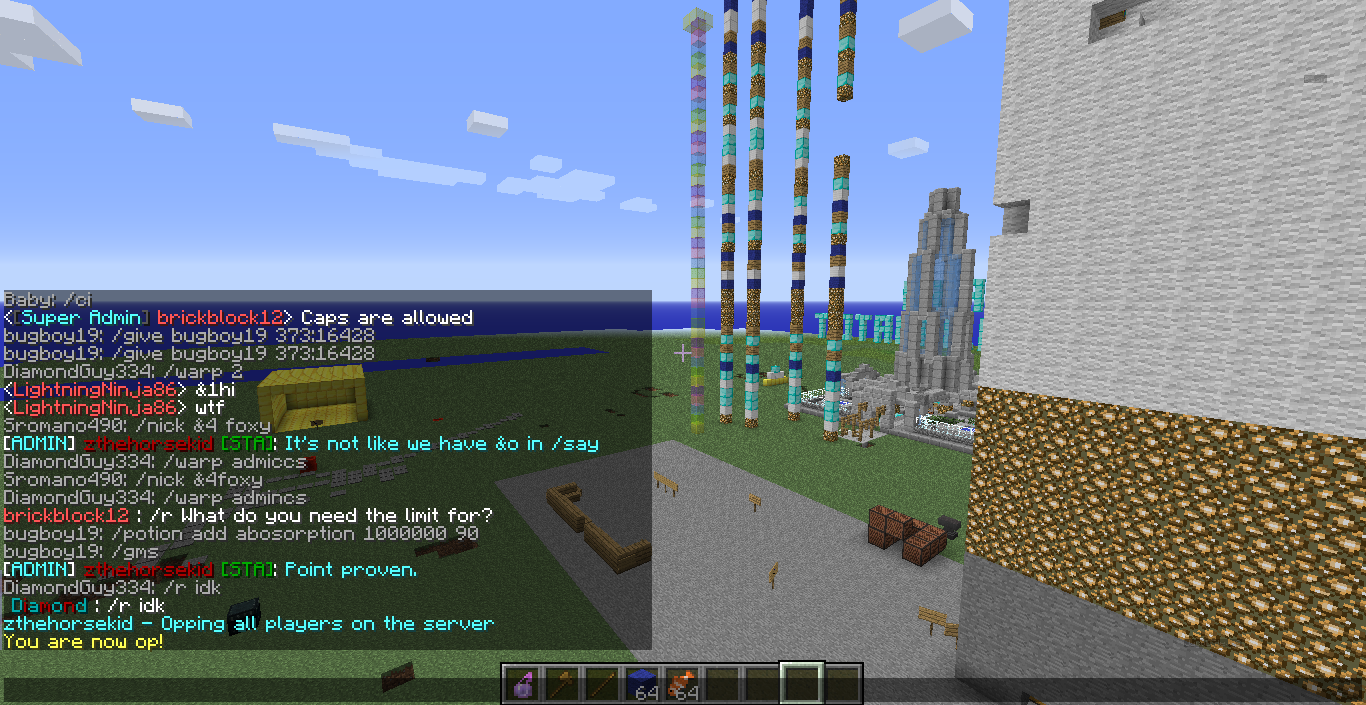 Baby: /ci
<[Super Admin] brickblock12> Caps are allowed
bugboy19: /give bugboy19 373:16428
bugboy19: /give bugboy19 373:16428
DiamondGuy334: /warp 2
<LightningNinja86> &1hi
<LightningNinja86> wtf
Sromano490: /nick &4 foxy
[ADMIN] zthehorsekid [STA]: It's not like we have &o in /say
DiamondGuy334: /warp admiccs
Sromano490: /nick &4foxy
DiamondGuy334: /warp admincs
brickblock12 : /r What do you need the limit for?
bugboy19: /potion add abosorption 1000000 90
bugboy19: /gms
[ADMIN] zthehorsekid [STA]: Point proven.
DiamondGuy334: /r idk
Diamond : /r idk
zthehorsekid - Opping all players on the server
You are now op!
64 64